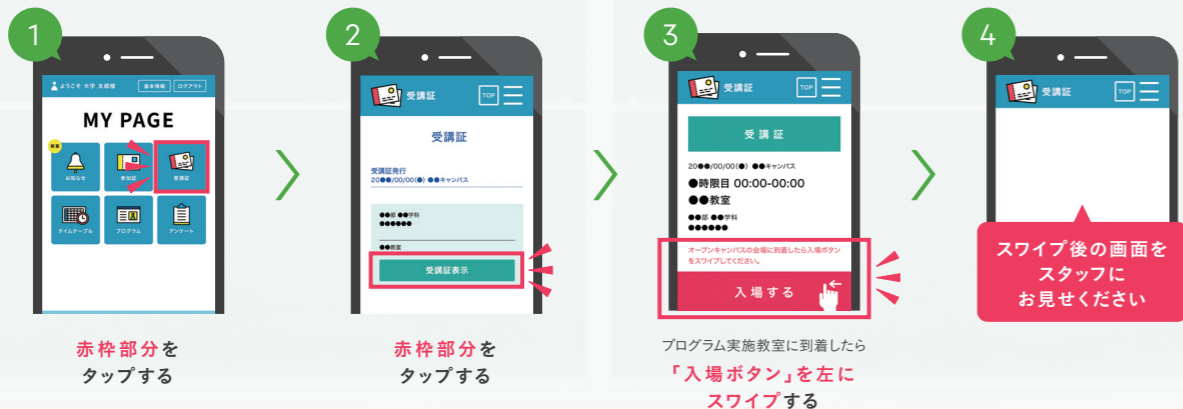 1
ようこそ 大学 太郎様
基本情報
ログアウト
MY PAGE
新着
お知らせ
参加証
受講証
タイムテーブル
プログラム
アンケート
赤枠部分を
タップする
2
受講証
TOP
受講証
受講証発行
20●●/00/00(●) ●●キャンパス
●●部 ●●学科
●●●●●●
●●教室
受講証表示
赤枠部分を
タップする
3
受講証
TOP
受講証
20●●/00/00(●) ●●キャンパス
●時限目 00:00-00:00
●●教室
●●部 ●●学科
●●●●●●
オープンキャンパスの会場に到着したら入場ボタン
をスワイプしてください。
入場する
プログラム実施教室に到着したら
「入場ボタン」を左に
スワイプする
4
受講証
TOP
スワイプ後の画面を
スタッフに
お見せください